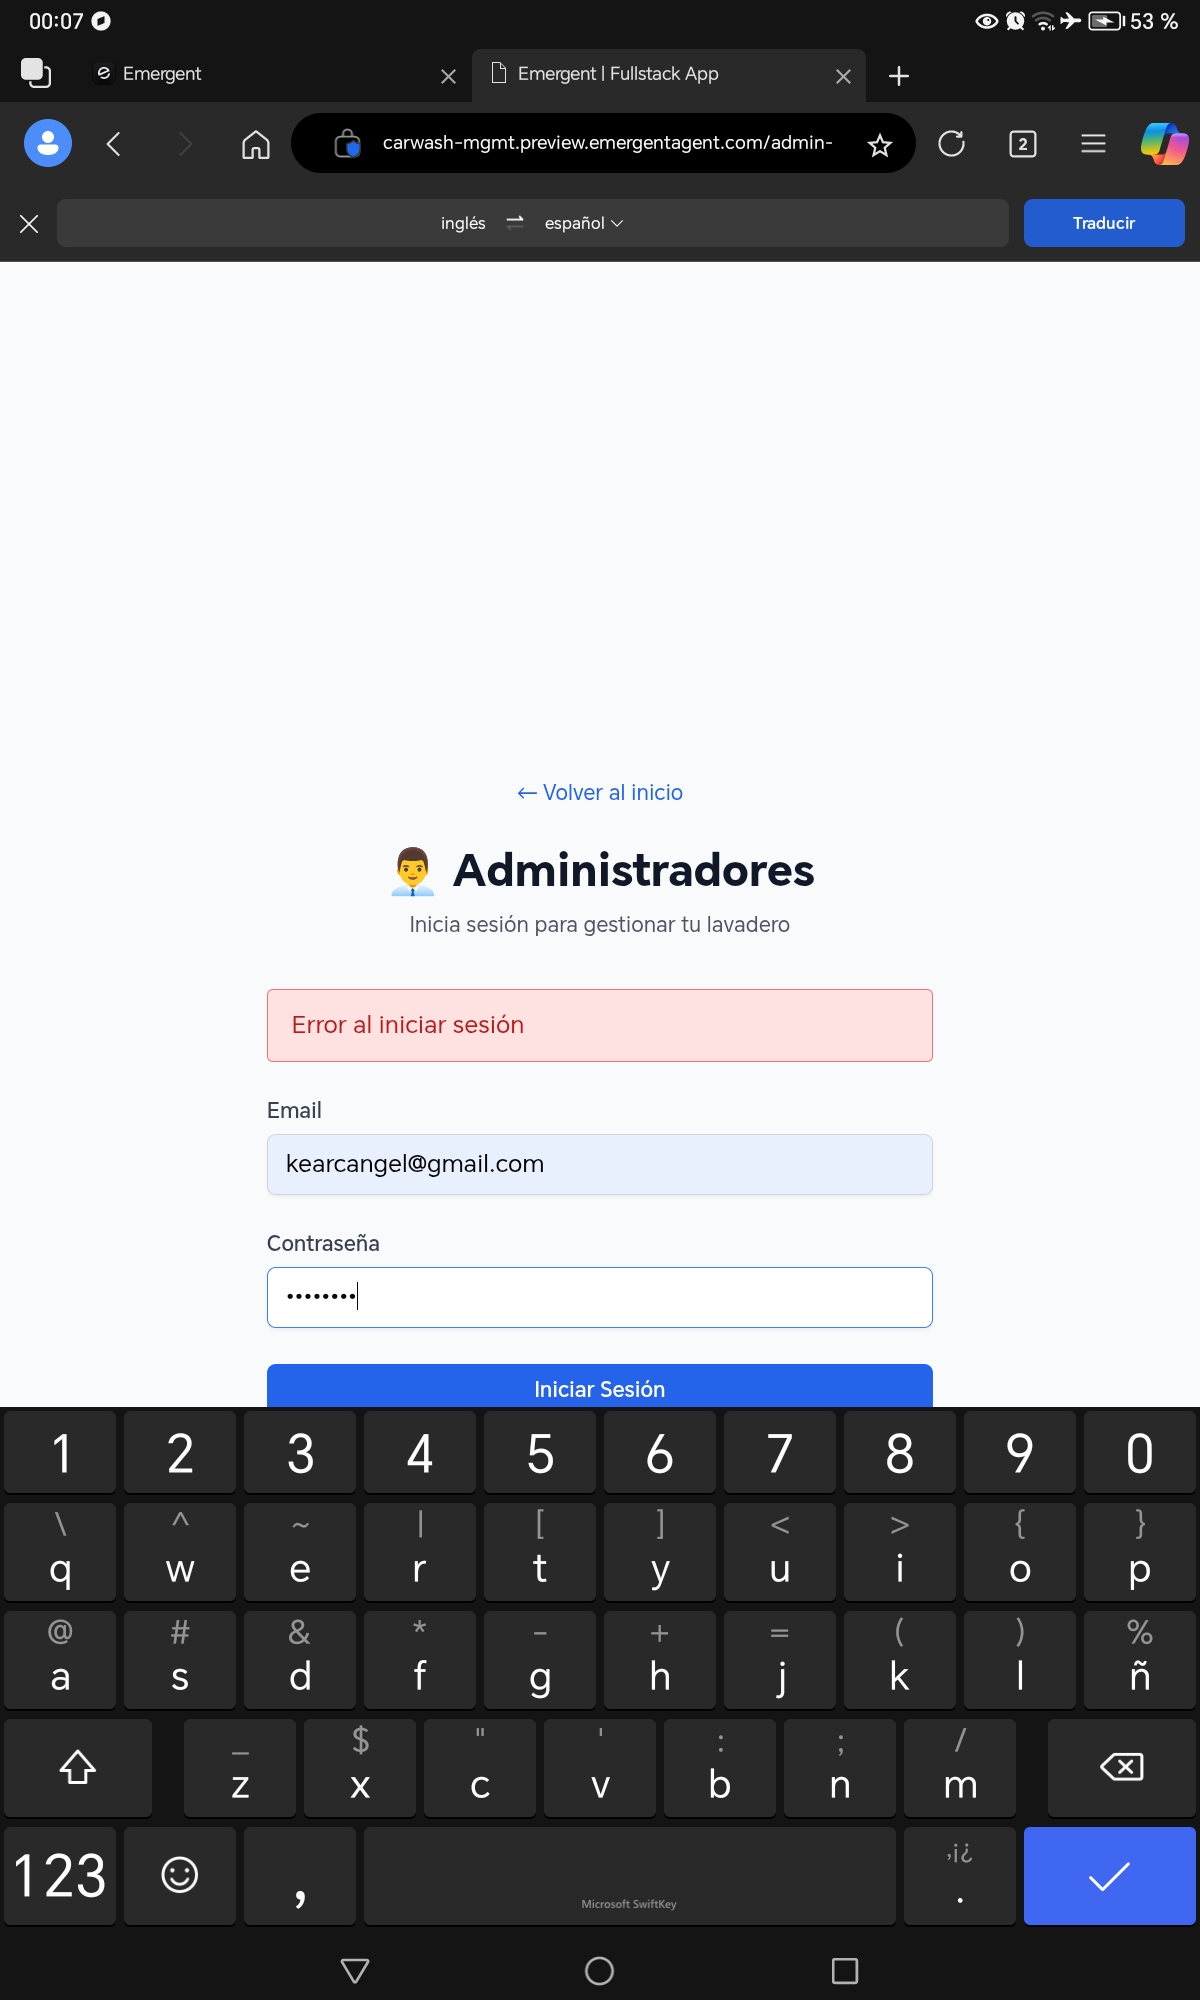 00:07 53 %
Emergent Emergent | Fullstack App
carwash-mgmt.preview.emergentagent.com/admin- 2
inglés español Traducir
← Volver al inicio
Administradores
Inicia sesión para gestionar tu lavadero
Error al iniciar sesión
Email
kearcangel@gmail.com
Contraseña
••••••••
Iniciar Sesión
1 2 3 4 5 6 7 8 9 0
\ ^ ~ | [ ] < > { }
q w e r t y u i o p
@ # & * - + = ( ) %
a s d f g h j k l ñ
_ $ " ' : ; /
z x c v b n m
,¡¿
123 , .
Microsoft SwiftKey